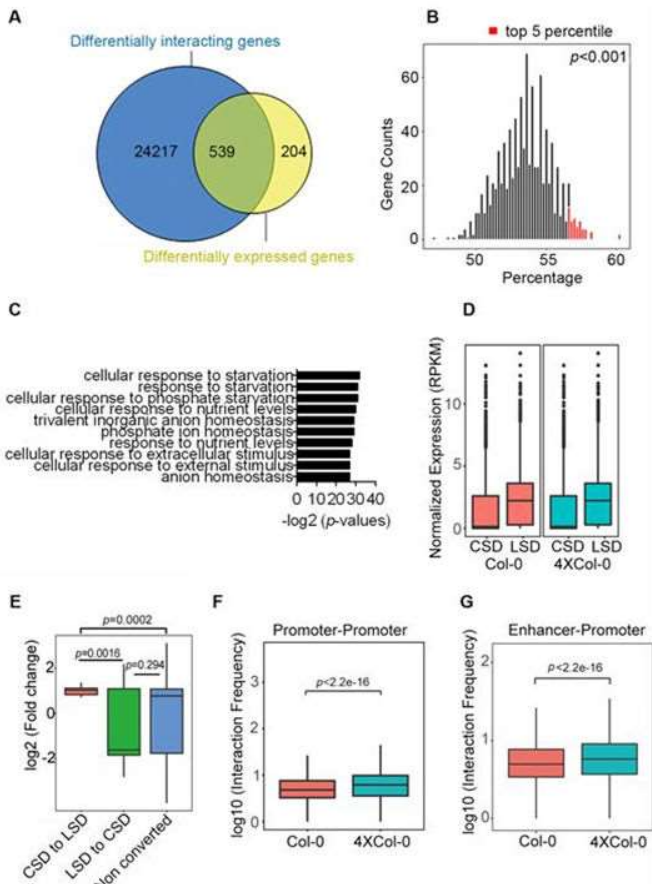 A
Differentially interacting genes
24217
539
204
Differentially expressed genes
B
top 5 percentile
p<0.001
Gene Counts
60
40
20
0
50
55
60
Percentage
C
cellular response to starvation
response to starvation
cellular response to phosphate starvation
cellular response to nutrient levels
trivalent inorganic anion homeostasis
phosphate ion homeostasis
response to nutrient levels
cellular response to extracellular stimulus
cellular response to external stimulus
anion homeostasis
0 10 20 30 40
-log2 (p-values)
D
Normalized Expression (RPKM)
10
5
0
CSD LSD CSD LSD
Col-0 4XCol-0
E
p=0.0002
p=0.0016
p=0.294
log2 (Fold change)
2
0
-2
CSD to LSD
LSD to CSD
Non converted
F
Promoter-Promoter
p<2.2e-16
log10 (Interaction Frequency)
3
2
1
0
Col-0 4XCol-0
G
Enhancer-Promoter
p<2.2e-16
log10 (Interaction Frequency)
2
1
0
Col-0 4XCol-0